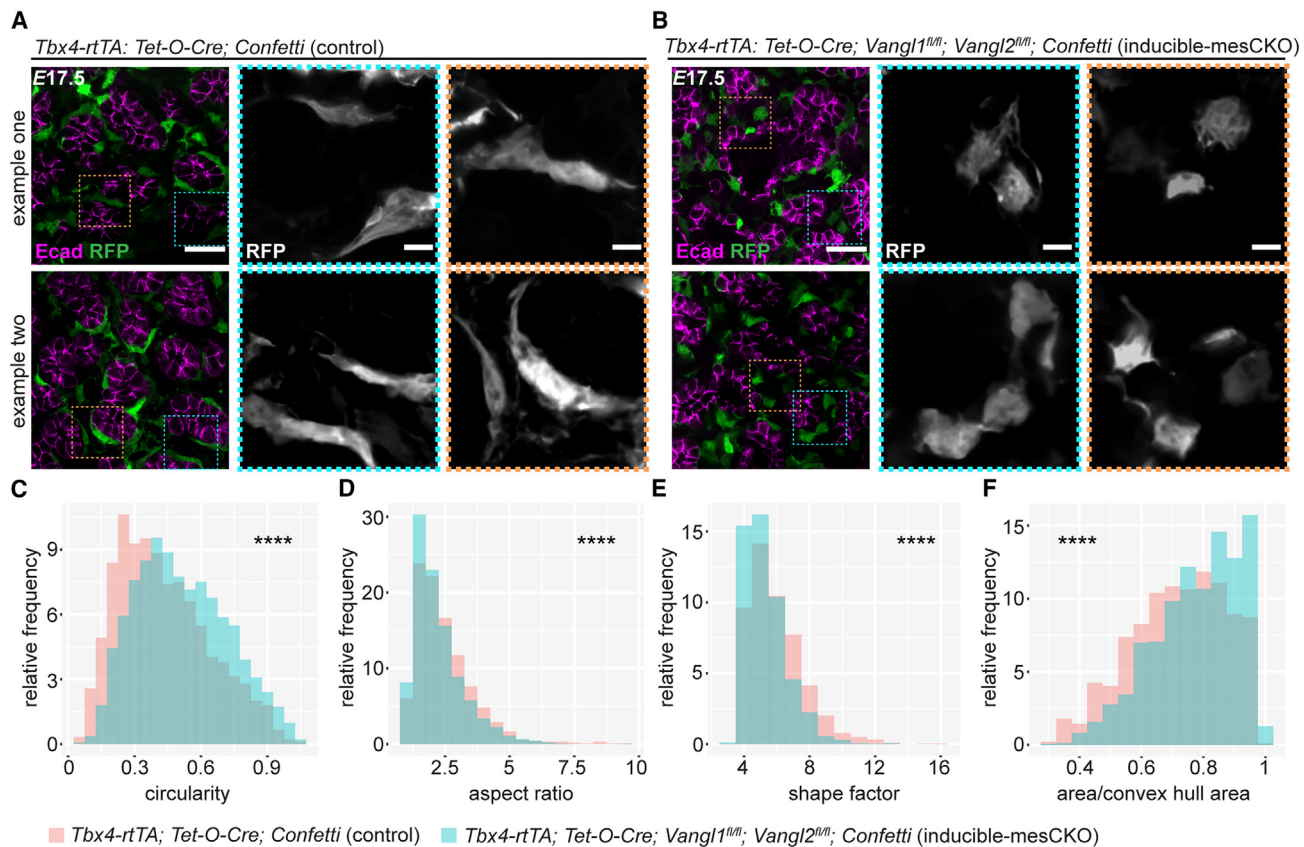 A
Tbx4-rtTA: Tet-O-Cre; Confetti (control)
B
Tbx4-rtTA: Tet-O-Cre; Vangl1fl/fl; Vangl2fl/fl; Confetti (inducible-mesCKO)
example one
E17.5
Ecad RFP
RFP
E17.5
Ecad RFP
RFP
example two
C
relative frequency
9
6
3
0
****
0 0.3 0.6 0.9
circularity
D
relative frequency
30
20
10
0
****
2.5 5 7.5 10
aspect ratio
E
relative frequency
15
10
5
0
****
4 8 12 16
shape factor
F
relative frequency
15
10
5
0
****
0.4 0.6 0.8 1
area/convex hull area
Tbx4-rtTA; Tet-O-Cre; Confetti (control)
Tbx4-rtTA; Tet-O-Cre; Vangl1fl/fl; Vangl2fl/fl; Confetti (inducible-mesCKO)